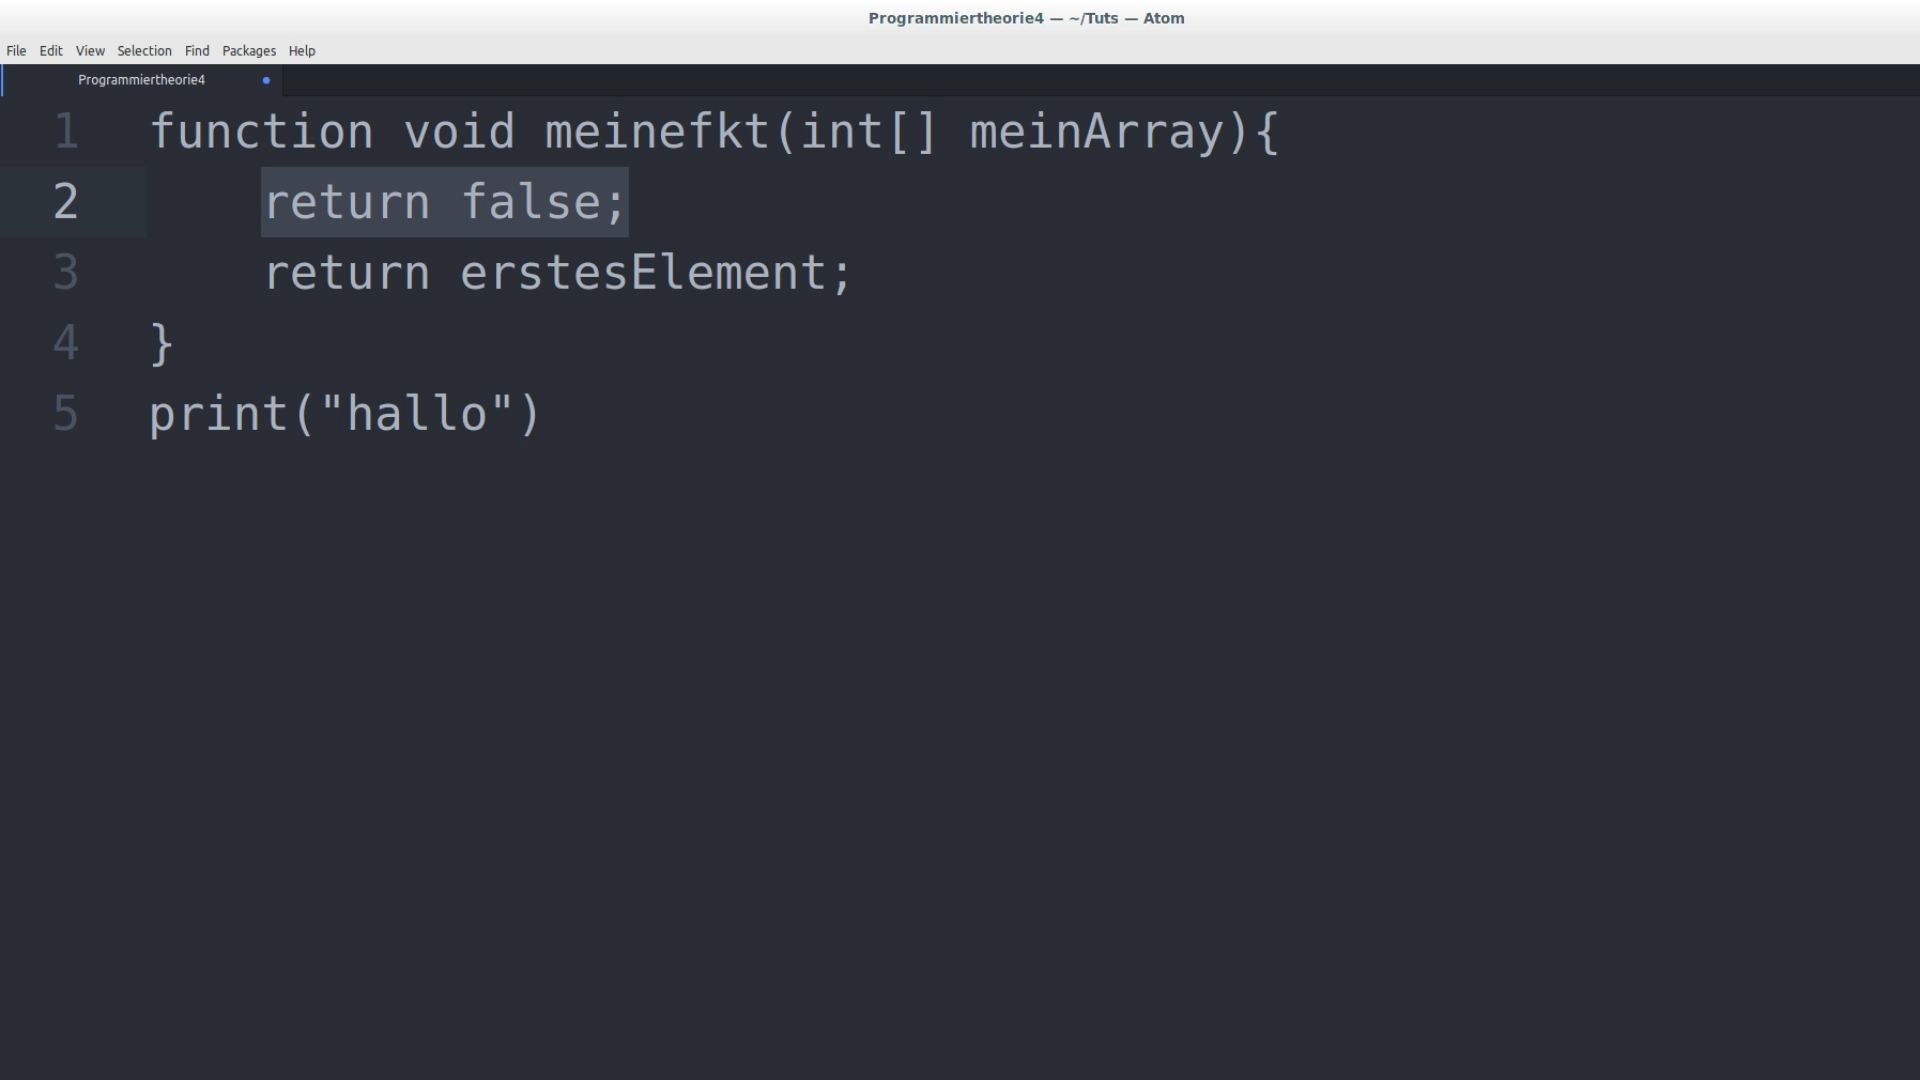 Programmiertheorie4 — ~/Tuts — Atom
File Edit View Selection Find Packages Help
Programmiertheorie4
1 function void meinefkt(int[] meinArray){
2 return false;
3 return erstesElement;
4 }
5 print("hallo")